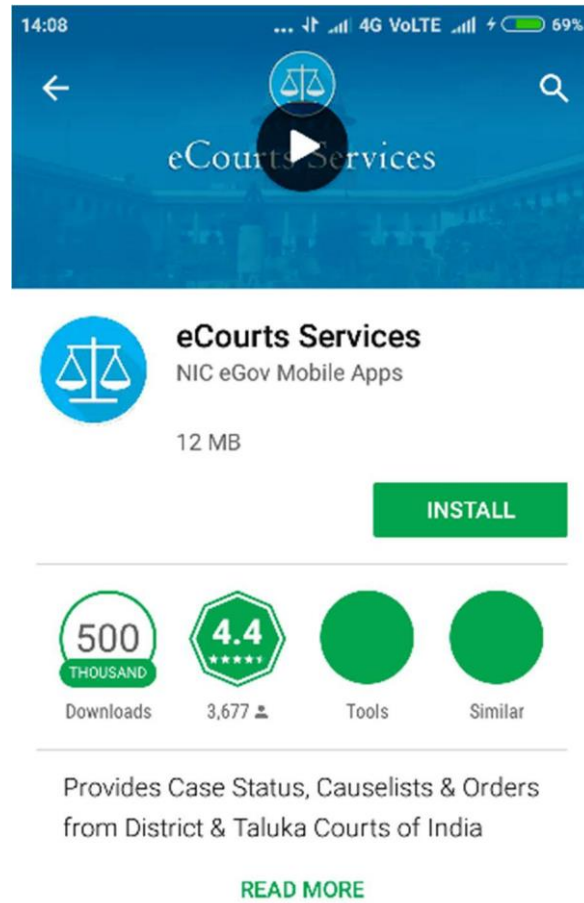 14:08 ... 4G VoLTE 69%
eCourts Services
eCourts Services
NIC eGov Mobile Apps
12 MB
INSTALL
500
THOUSAND
Downloads
4.4
3,677
Tools
Similar
Provides Case Status, Causelists & Orders
from District & Taluka Courts of India
READ MORE